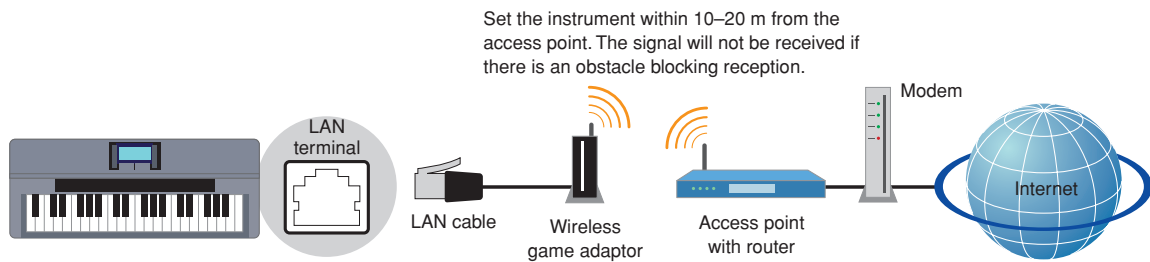 Set the instrument within 10–20 m from the
access point. The signal will not be received if
there is an obstacle blocking reception.
Modem
LAN
terminal
Internet
LAN cable
Wireless
game adaptor
Access point
with router